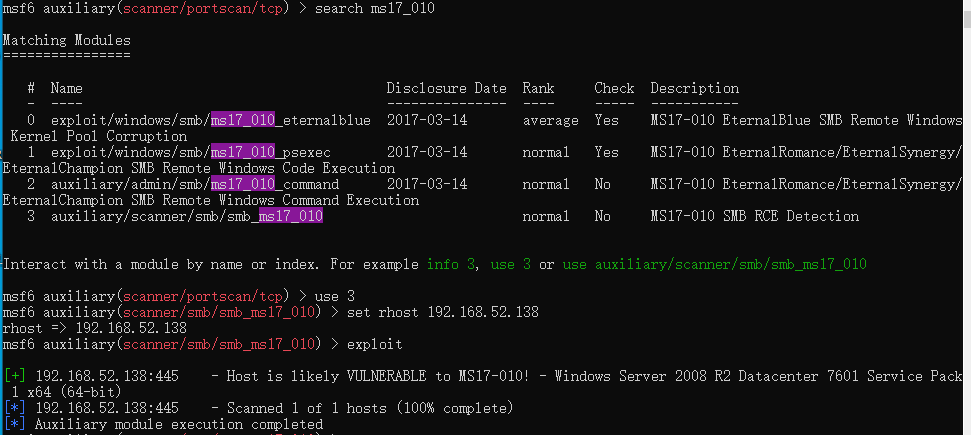 msf6 auxiliary(scanner/portscan/tcp) > search ms17_010
Matching Modules
================
# Name Disclosure Date Rank Check Description
- ---- --------------- ---- ----- -----------
0 exploit/windows/smb/ms17_010_eternalblue 2017-03-14 average Yes MS17-010 EternalBlue SMB Remote Windows
Kernel Pool Corruption
1 exploit/windows/smb/ms17_010_psexec 2017-03-14 normal Yes MS17-010 EternalRomance/EternalSynergy/
EternalChampion SMB Remote Windows Code Execution
2 auxiliary/admin/smb/ms17_010_command 2017-03-14 normal No MS17-010 EternalRomance/EternalSynergy/
EternalChampion SMB Remote Windows Command Execution
3 auxiliary/scanner/smb/smb_ms17_010 normal No MS17-010 SMB RCE Detection
Interact with a module by name or index. For example info 3, use 3 or use auxiliary/scanner/smb/smb_ms17_010
msf6 auxiliary(scanner/portscan/tcp) > use 3
msf6 auxiliary(scanner/smb/smb_ms17_010) > set rhost 192.168.52.138
rhost => 192.168.52.138
msf6 auxiliary(scanner/smb/smb_ms17_010) > exploit
[+] 192.168.52.138:445 - Host is likely VULNERABLE to MS17-010! - Windows Server 2008 R2 Datacenter 7601 Service Pack
1 x64 (64-bit)
[*] 192.168.52.138:445 - Scanned 1 of 1 hosts (100% complete)
[*] Auxiliary module execution completed